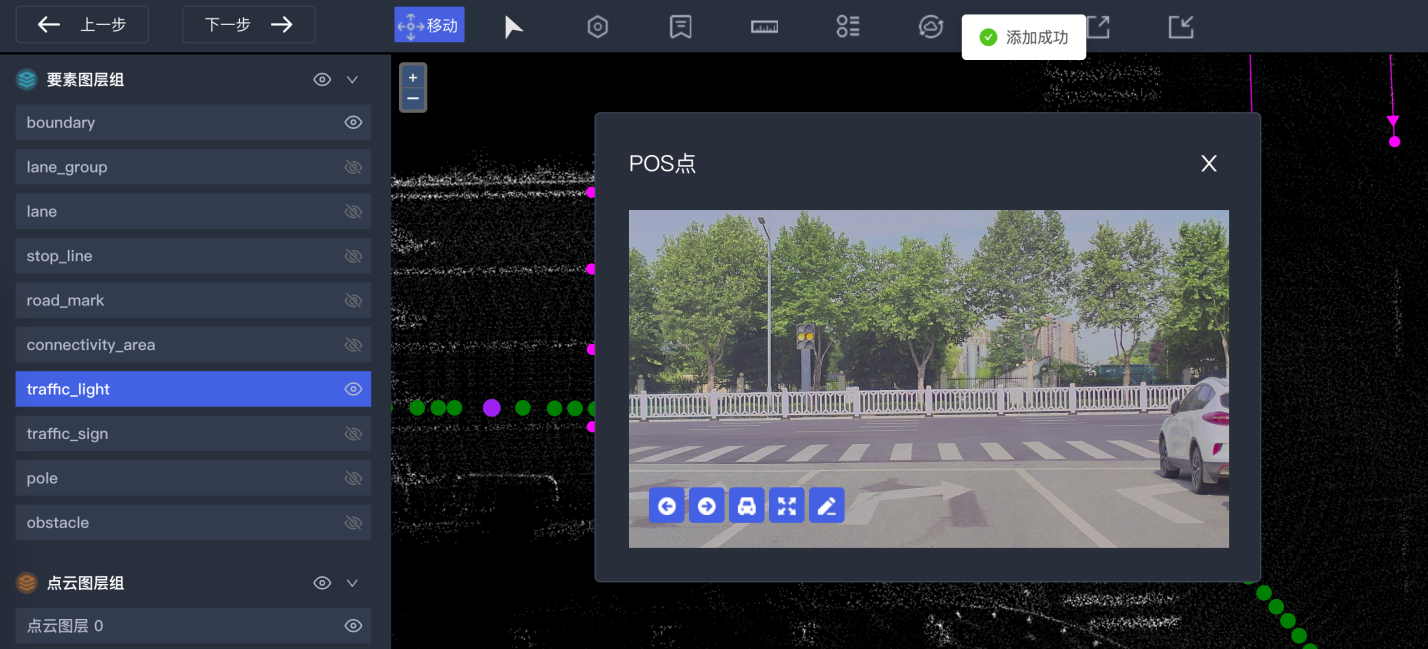 上一步
下一步
移动
添加成功
要素图层组
boundary
lane_group
lane
stop_line
road_mark
connectivity_area
traffic_light
traffic_sign
pole
obstacle
点云图层组
点云图层 0
+
−
POS点
X